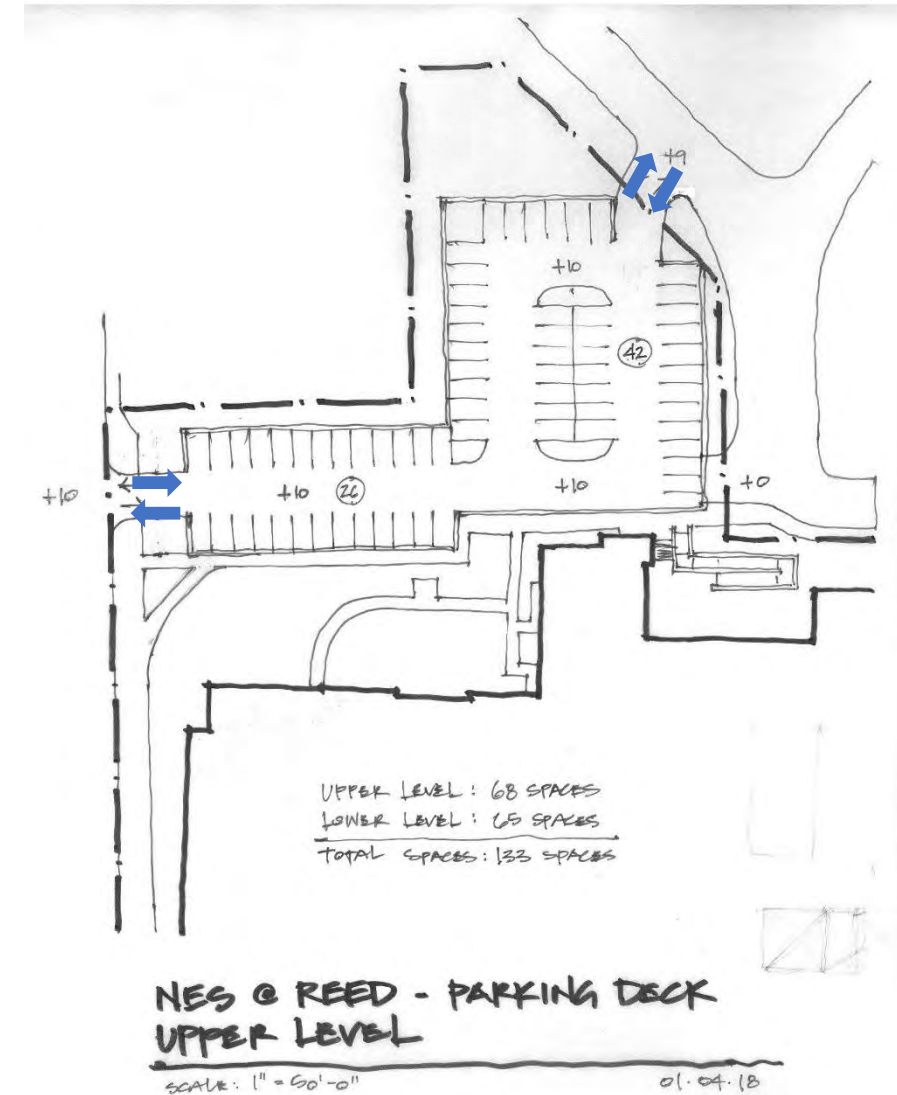 +9
+10
42
+10 +10 26 +10 +0
UPPER LEVEL: 68 SPACES
LOWER LEVEL: 65 SPACES
TOTAL SPACES: 133 SPACES
NES @ REED - PARKING DECK
UPPER LEVEL
SCALE: 1" = 50'-0" 01.04.18